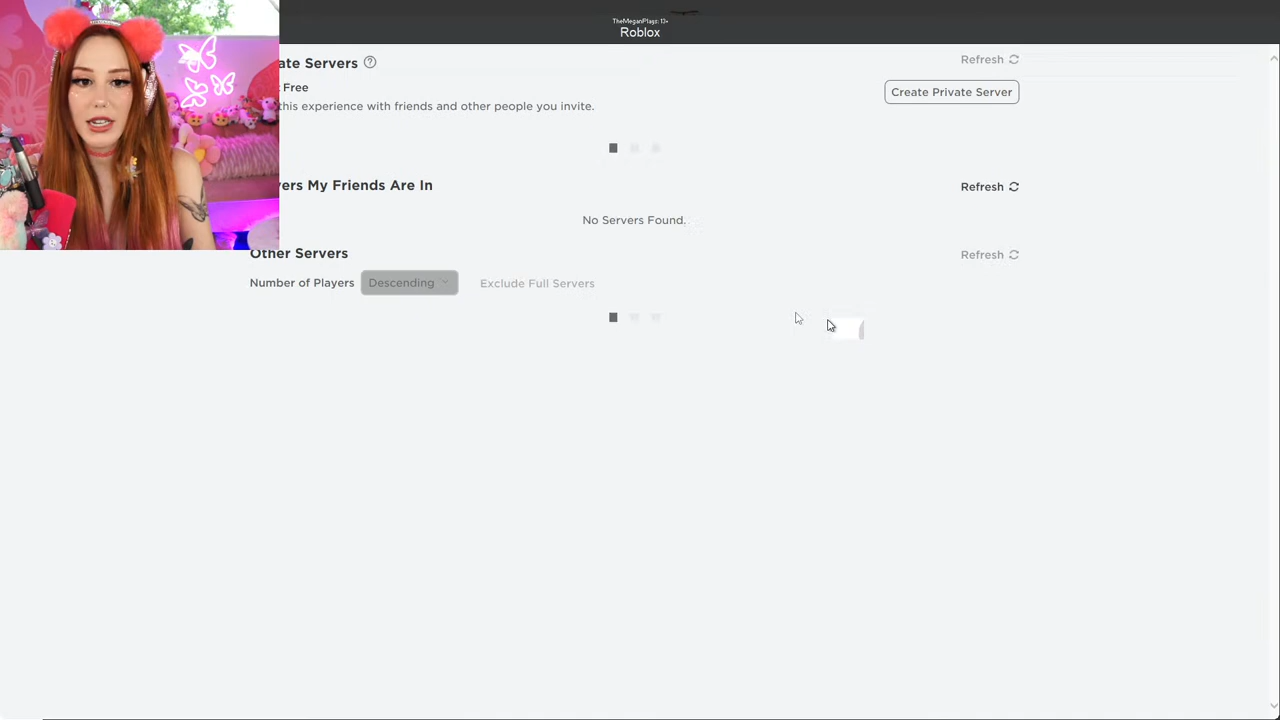 TheMeganPlays: 13+
Roblox
ate Servers
Refresh
Free
Create Private Server
this experience with friends and other people you invite.
ers My Friends Are In
Refresh
No Servers Found.
Other Servers
Refresh
Number of Players
Descending
Exclude Full Servers